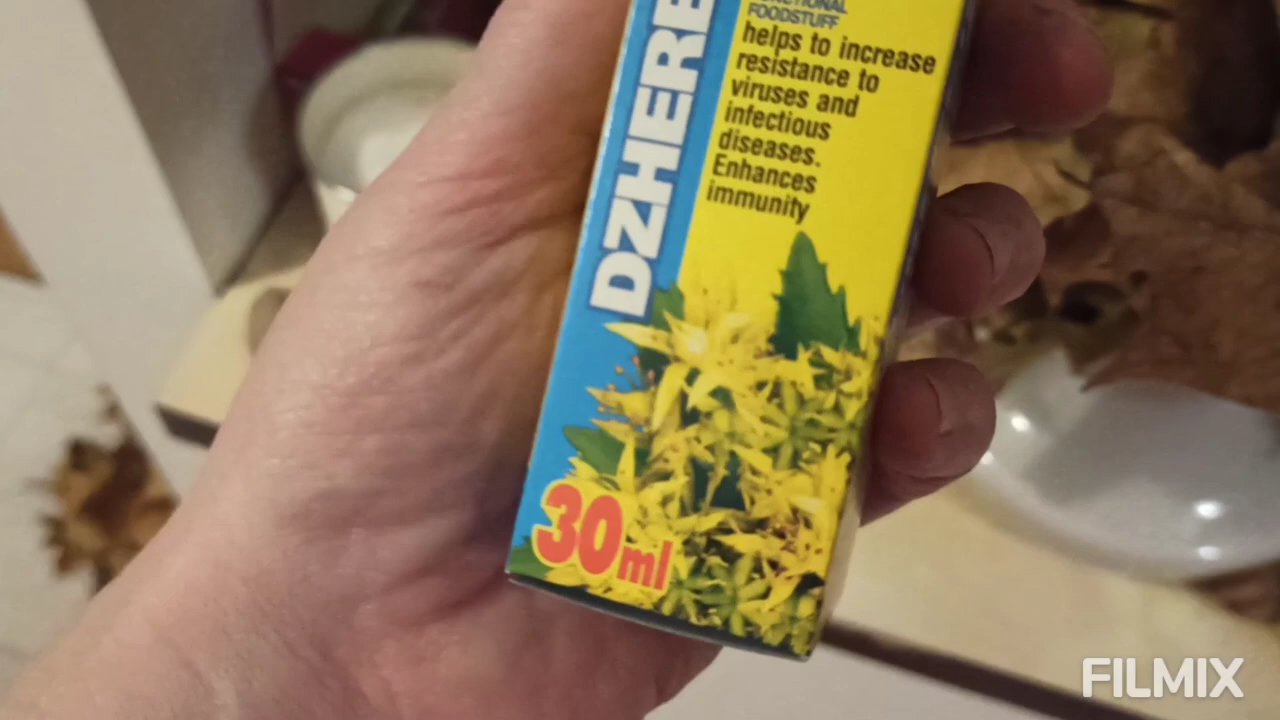 DZHERE
FUNCTIONAL
FOODSTUFF
helps to increase
resistance to
viruses and
infectious
diseases.
Enhances
immunity
30ml
FILMIX